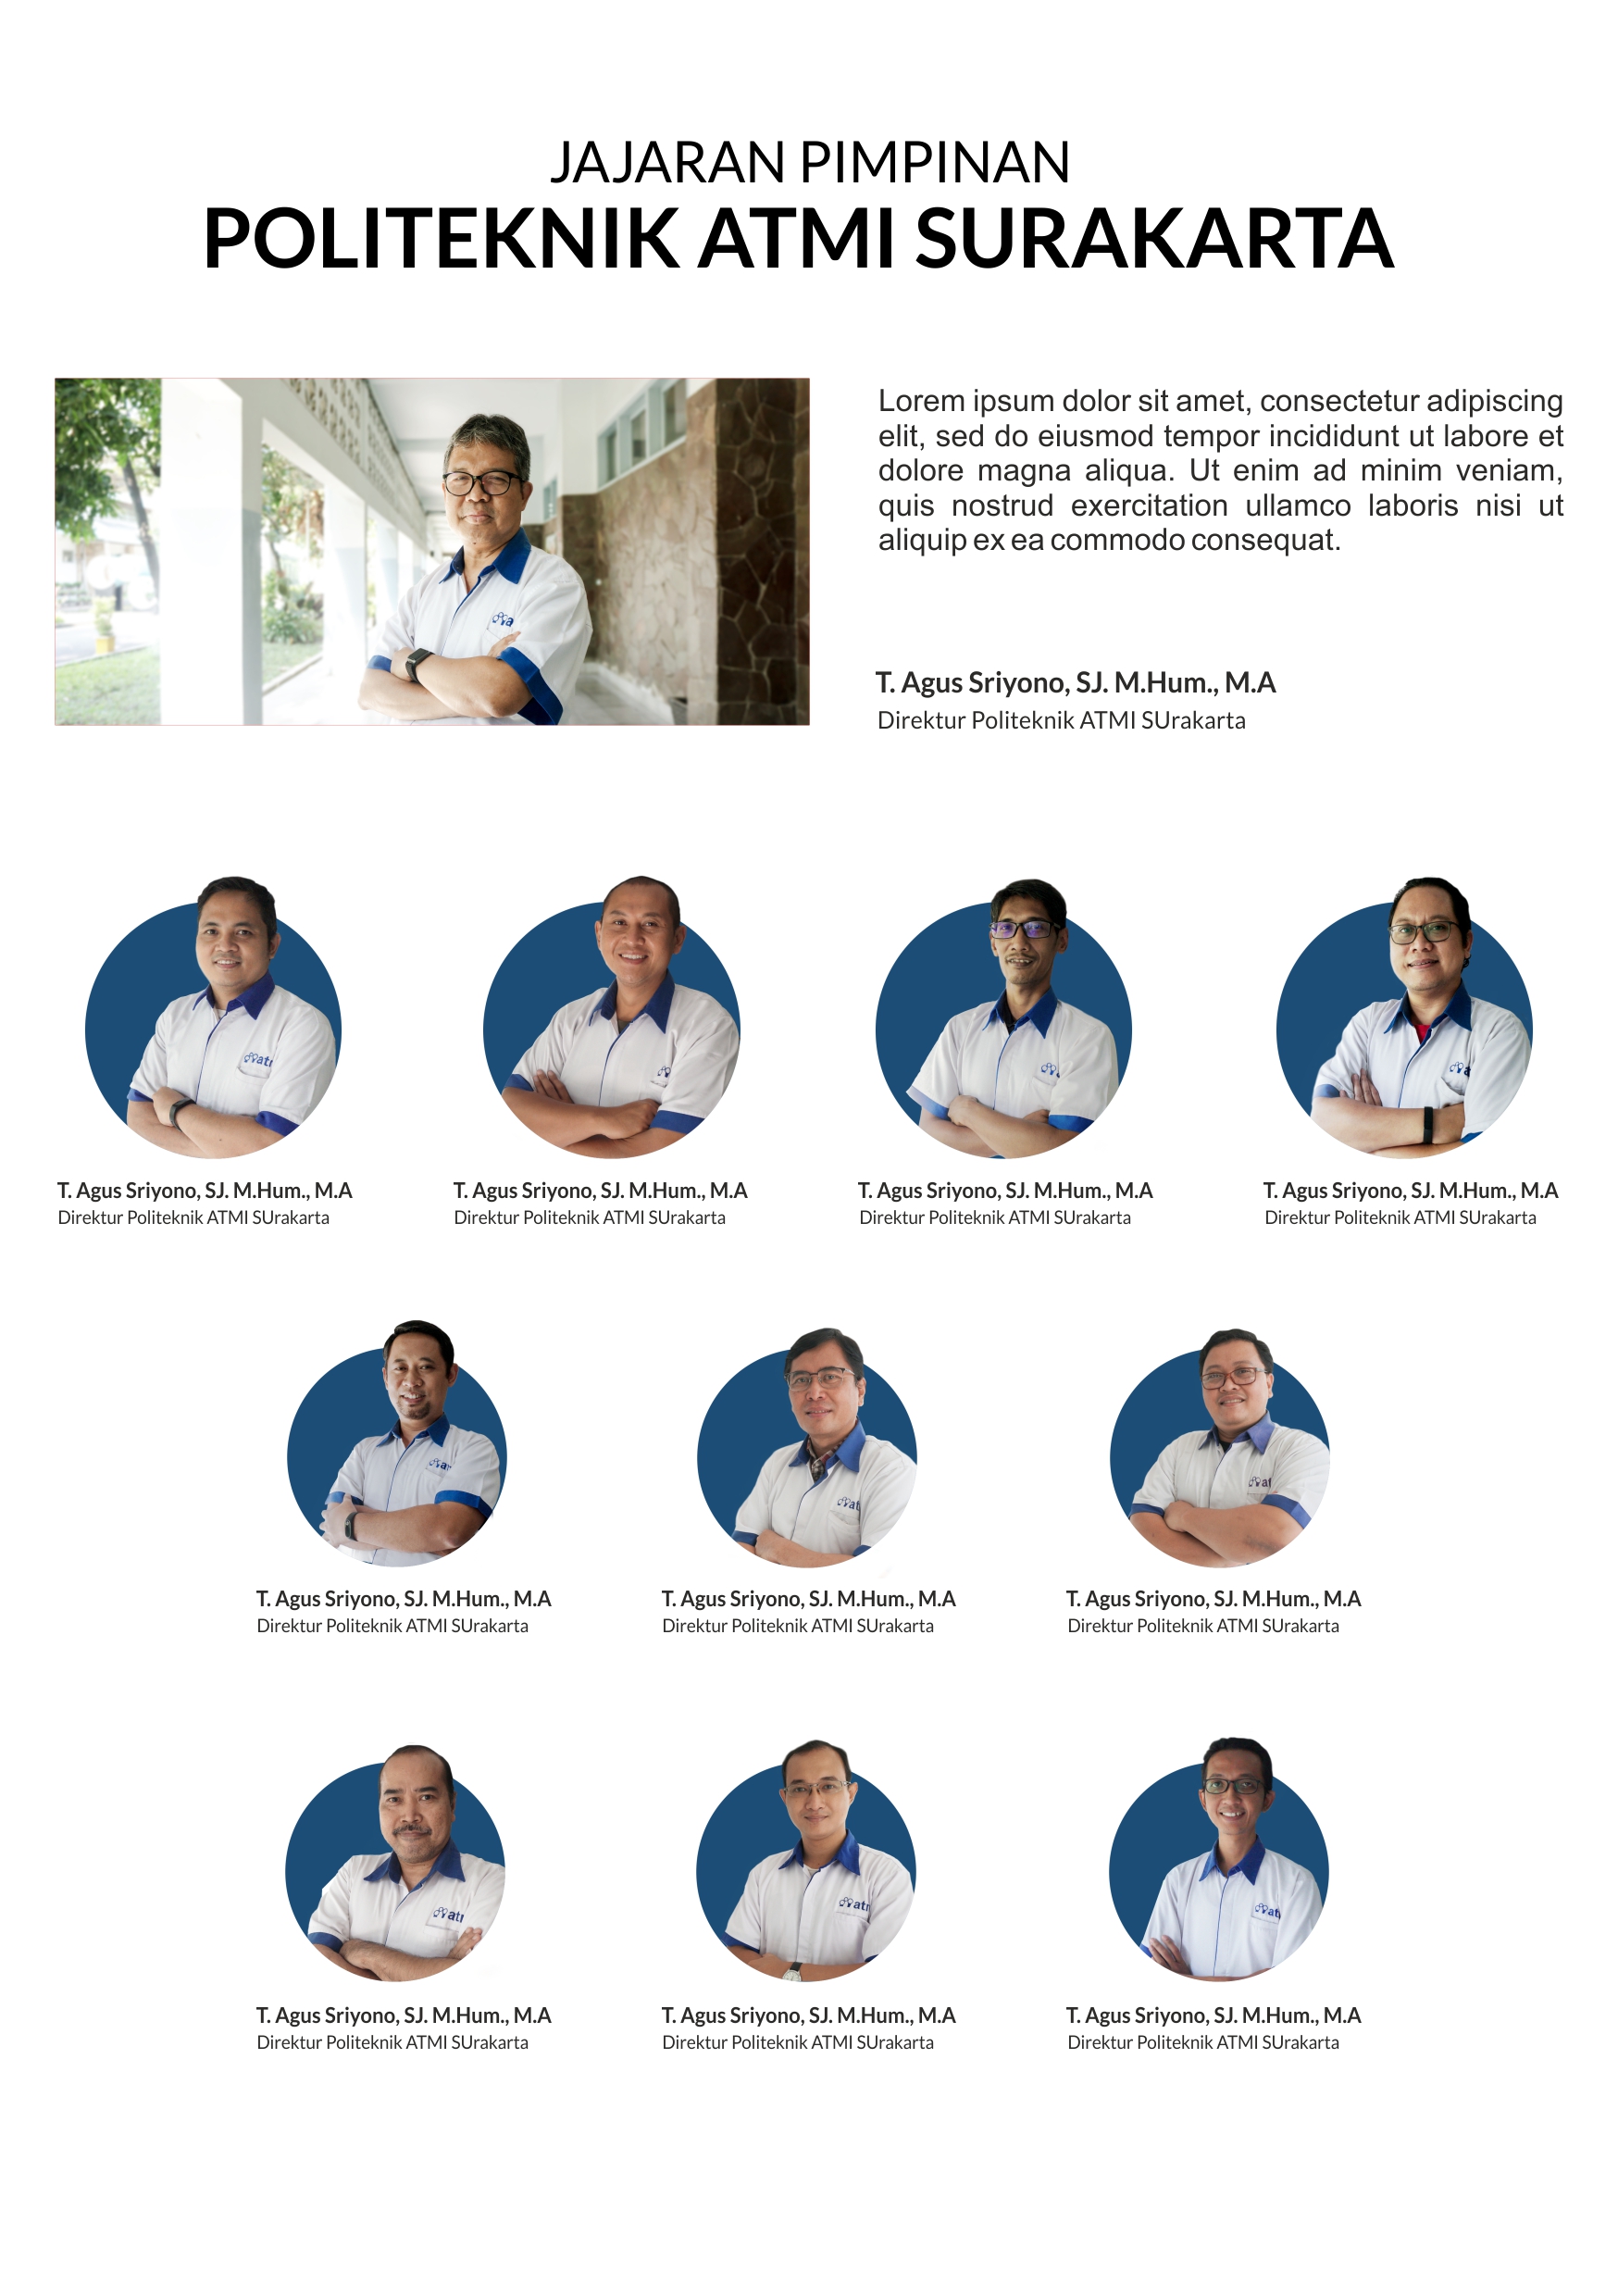 JAJARAN PIMPINAN
POLITEKNIK ATMI SURAKARTA
Lorem ipsum dolor sit amet, consectetur adipiscing
elit, sed do eiusmod tempor incididunt ut labore et
dolore magna aliqua. Ut enim ad minim veniam,
quis nostrud exercitation ullamco laboris nisi ut
aliquip ex ea commodo consequat.
T. Agus Sriyono, SJ. M.Hum., M.A
Direktur Politeknik ATMI SUrakarta
T. Agus Sriyono, SJ. M.Hum., M.A
Direktur Politeknik ATMI SUrakarta
T. Agus Sriyono, SJ. M.Hum., M.A
Direktur Politeknik ATMI SUrakarta
T. Agus Sriyono, SJ. M.Hum., M.A
Direktur Politeknik ATMI SUrakarta
T. Agus Sriyono, SJ. M.Hum., M.A
Direktur Politeknik ATMI SUrakarta
T. Agus Sriyono, SJ. M.Hum., M.A
Direktur Politeknik ATMI SUrakarta
T. Agus Sriyono, SJ. M.Hum., M.A
Direktur Politeknik ATMI SUrakarta
T. Agus Sriyono, SJ. M.Hum., M.A
Direktur Politeknik ATMI SUrakarta
T. Agus Sriyono, SJ. M.Hum., M.A
Direktur Politeknik ATMI SUrakarta
T. Agus Sriyono, SJ. M.Hum., M.A
Direktur Politeknik ATMI SUrakarta
T. Agus Sriyono, SJ. M.Hum., M.A
Direktur Politeknik ATMI SUrakarta